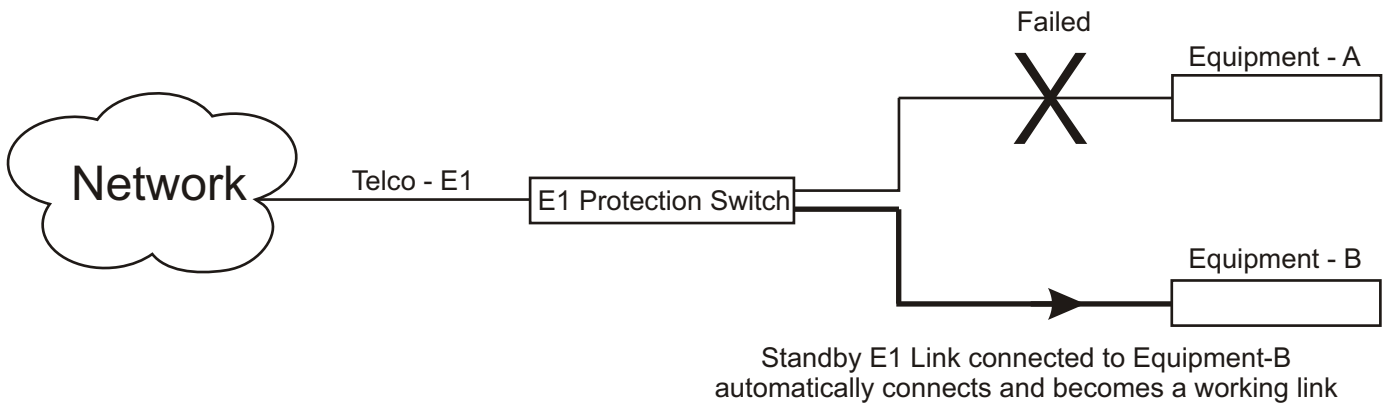 Failed
Equipment - A
Network
Telco - E1
E1 Protection Switch
Equipment - B
Standby E1 Link connected to Equipment-B
automatically connects and becomes a working link